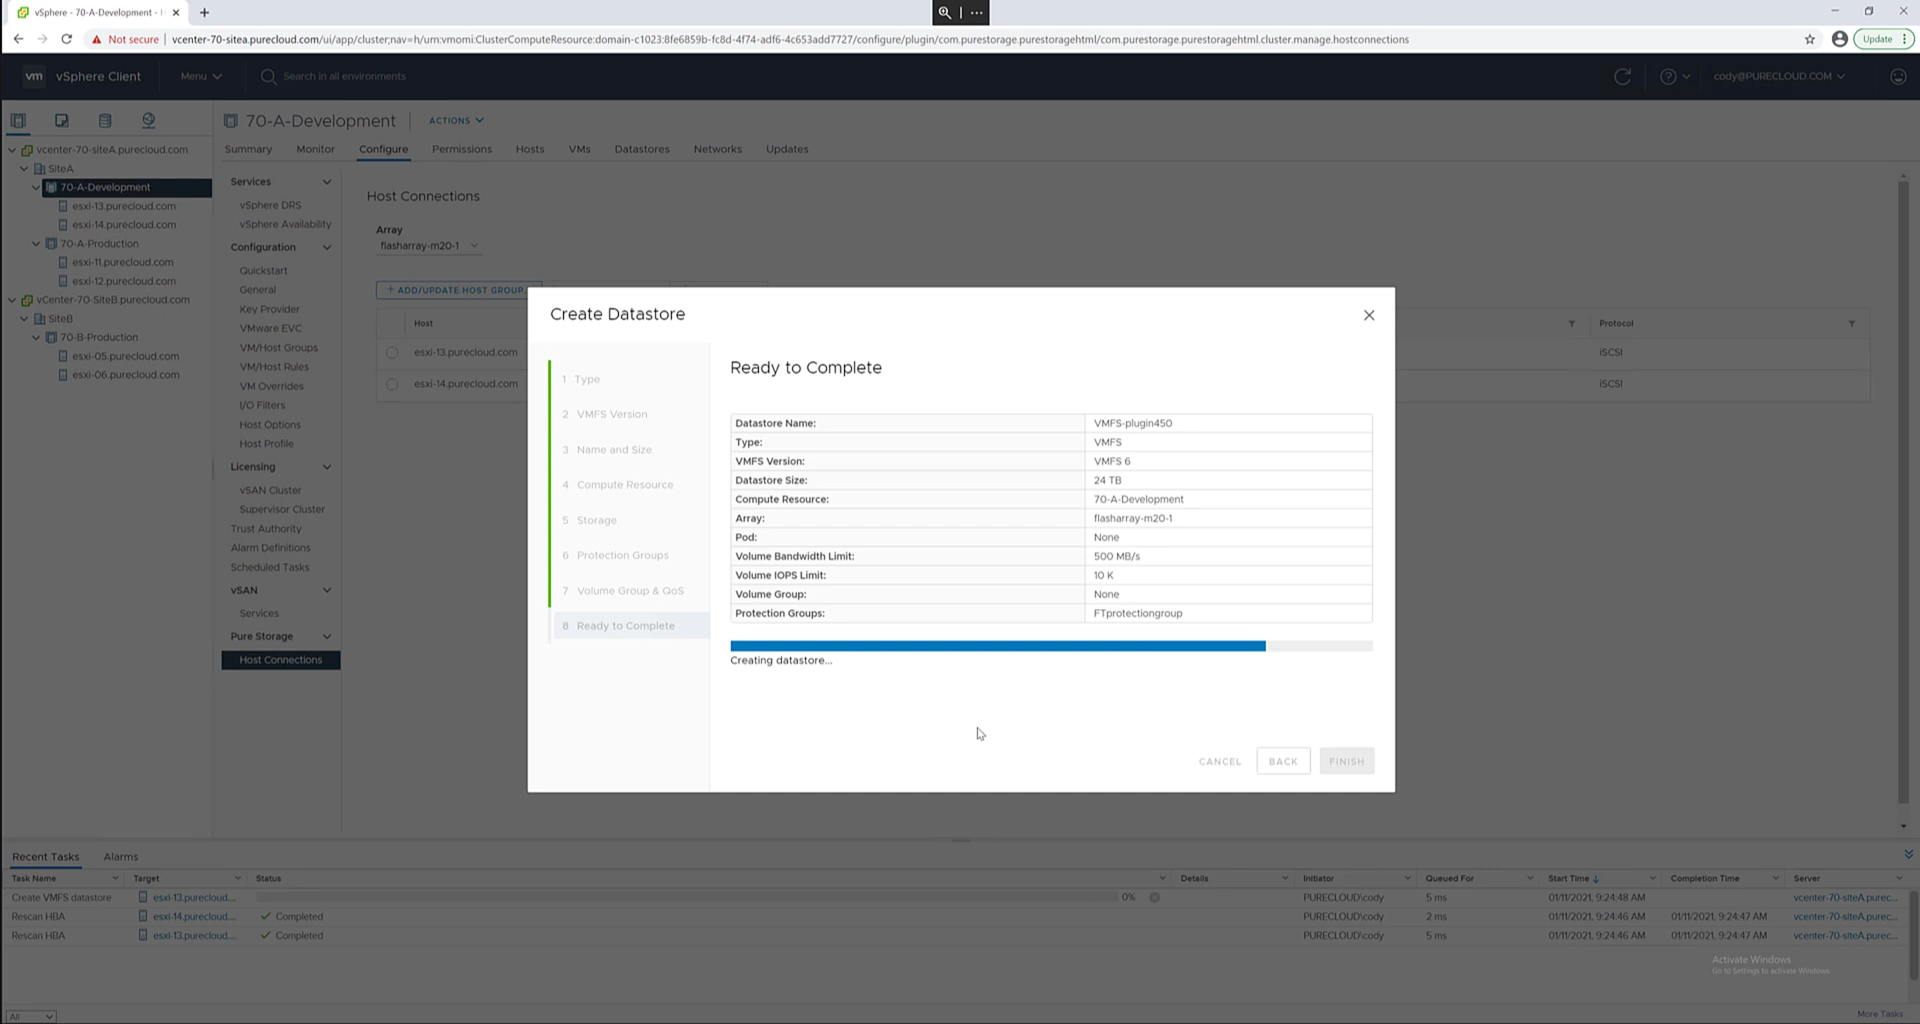 vSphere - 70-A-Development - 
Not secure | vcenter-70-sitea.purecloud.com/ui/app/cluster;nav=h/urn:vmomi:ClusterComputeResource:domain-c1023:8fe6859b-fc8d-4f74-adf6-4c653add7727/configure/plugin/com.purestorage.purestoragehtml/com.purestorage.purestoragehtml.cluster.manage.hostconnections
Update
vm vSphere Client Menu Search in all environments cody@PURECLOUD.COM
70-A-Development ACTIONS
Summary Monitor Configure Permissions Hosts VMs Datastores Networks Updates
vcenter-70-siteA.purecloud.com
SiteA
70-A-Development
esxi-13.purecloud.com
esxi-14.purecloud.com
70-A-Production
esxi-11.purecloud.com
esxi-12.purecloud.com
vCenter-70-SiteB.purecloud.com
SiteB
70-B-Production
esxi-05.purecloud.com
esxi-06.purecloud.com
Services
vSphere DRS
vSphere Availability
Configuration
Quickstart
General
Key Provider
VMware EVC
VM/Host Groups
VM/Host Rules
VM Overrides
I/O Filters
Host Options
Host Profile
Licensing
vSAN Cluster
Supervisor Cluster
Trust Authority
Alarm Definitions
Scheduled Tasks
vSAN
Services
Pure Storage
Host Connections
Host Connections
Array
flasharray-m20-1
+ ADD/UPDATE HOST GROUP
Host Protocol
esxi-13.purecloud.com iSCSI
esxi-14.purecloud.com iSCSI
Create Datastore
1 Type
2 VMFS Version
3 Name and Size
4 Compute Resource
5 Storage
6 Protection Groups
7 Volume Group & QoS
8 Ready to Complete
Ready to Complete
Datastore Name: VMFS-plugin450
Type: VMFS
VMFS Version: VMFS 6
Datastore Size: 24 TB
Compute Resource: 70-A-Development
Array: flasharray-m20-1
Pod: None
Volume Bandwidth Limit: 500 MB/s
Volume IOPS Limit: 10 K
Volume Group: None
Protection Groups: FTprotectiongroup
Creating datastore...
CANCEL BACK FINISH
Recent Tasks Alarms
Task Name Target Status Details Initiator Queued For Start Time Completion Time Server
Create VMFS datastore esxi-13.purecloud... 0% PURECLOUD\cody 5 ms 01/11/2021, 9:24:48 AM vcenter-70-siteA.purec...
Rescan HBA esxi-14.purecloud... Completed PURECLOUD\cody 2 ms 01/11/2021, 9:24:46 AM 01/11/2021, 9:24:47 AM vcenter-70-siteA.purec...
Rescan HBA esxi-13.purecloud... Completed PURECLOUD\cody 5 ms 01/11/2021, 9:24:46 AM 01/11/2021, 9:24:47 AM vcenter-70-siteA.purec...
Activate Windows
Go to Settings to activate Windows.
All More Tasks